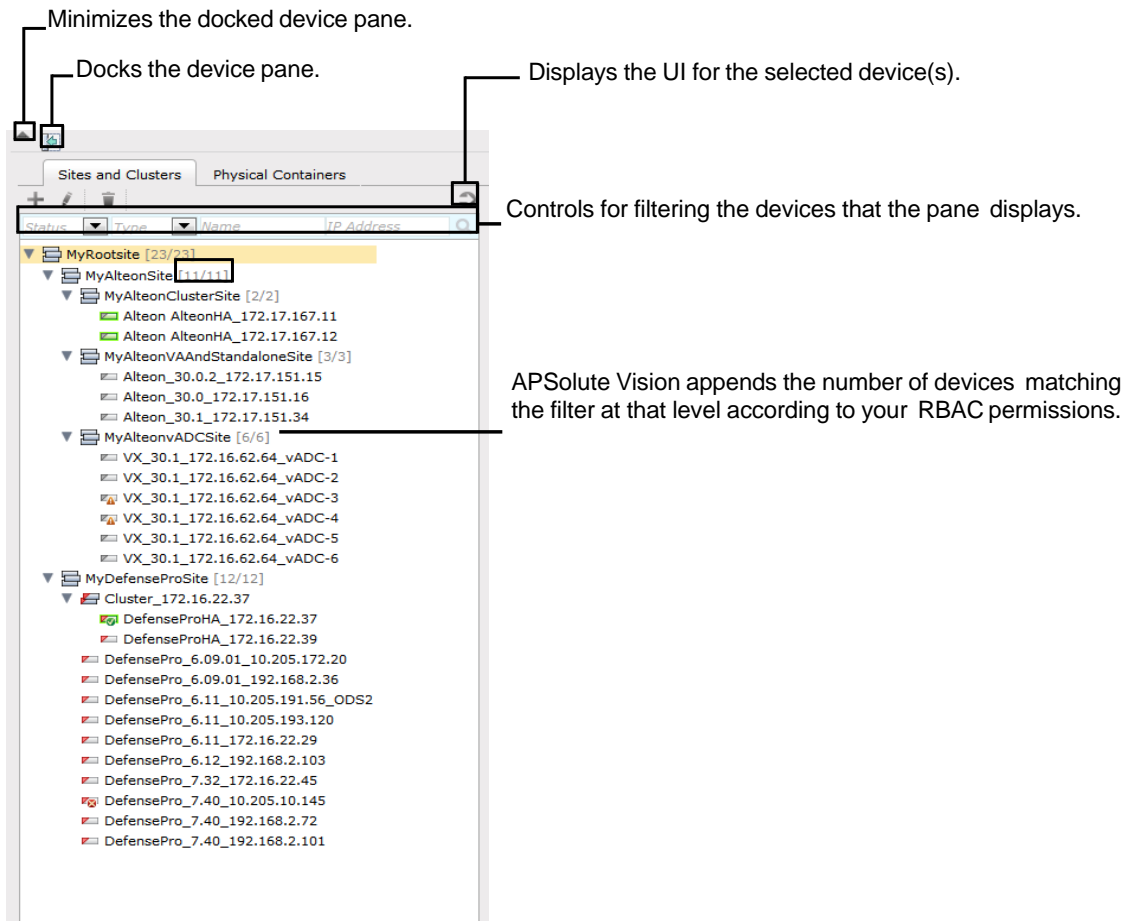 Minimizes the docked device pane.
Docks the device pane.
Displays the UI for the selected device(s).
Sites and Clusters Physical Containers
Status Type Name IP Address
Controls for filtering the devices that the pane displays.
MyRootsite [23/23]
MyAlteonSite [11/11]
MyAlteonClusterSite [2/2]
Alteon AlteonHA_172.17.167.11
Alteon AlteonHA_172.17.167.12
MyAlteonVAAndStandaloneSite [3/3]
Alteon_30.0.2_172.17.151.15
Alteon_30.0_172.17.151.16
Alteon_30.1_172.17.151.34
APSolute Vision appends the number of devices matching
the filter at that level according to your RBAC permissions.
MyAlteonvADCSite [6/6]
VX_30.1_172.16.62.64_vADC-1
VX_30.1_172.16.62.64_vADC-2
VX_30.1_172.16.62.64_vADC-3
VX_30.1_172.16.62.64_vADC-4
VX_30.1_172.16.62.64_vADC-5
VX_30.1_172.16.62.64_vADC-6
MyDefenseProSite [12/12]
Cluster_172.16.22.37
DefenseProHA_172.16.22.37
DefenseProHA_172.16.22.39
DefensePro_6.09.01_10.205.172.20
DefensePro_6.09.01_192.168.2.36
DefensePro_6.11_10.205.191.56_ODS2
DefensePro_6.11_10.205.193.120
DefensePro_6.11_172.16.22.29
DefensePro_6.12_192.168.2.103
DefensePro_7.32_172.16.22.45
DefensePro_7.40_10.205.10.145
DefensePro_7.40_192.168.2.72
DefensePro_7.40_192.168.2.101